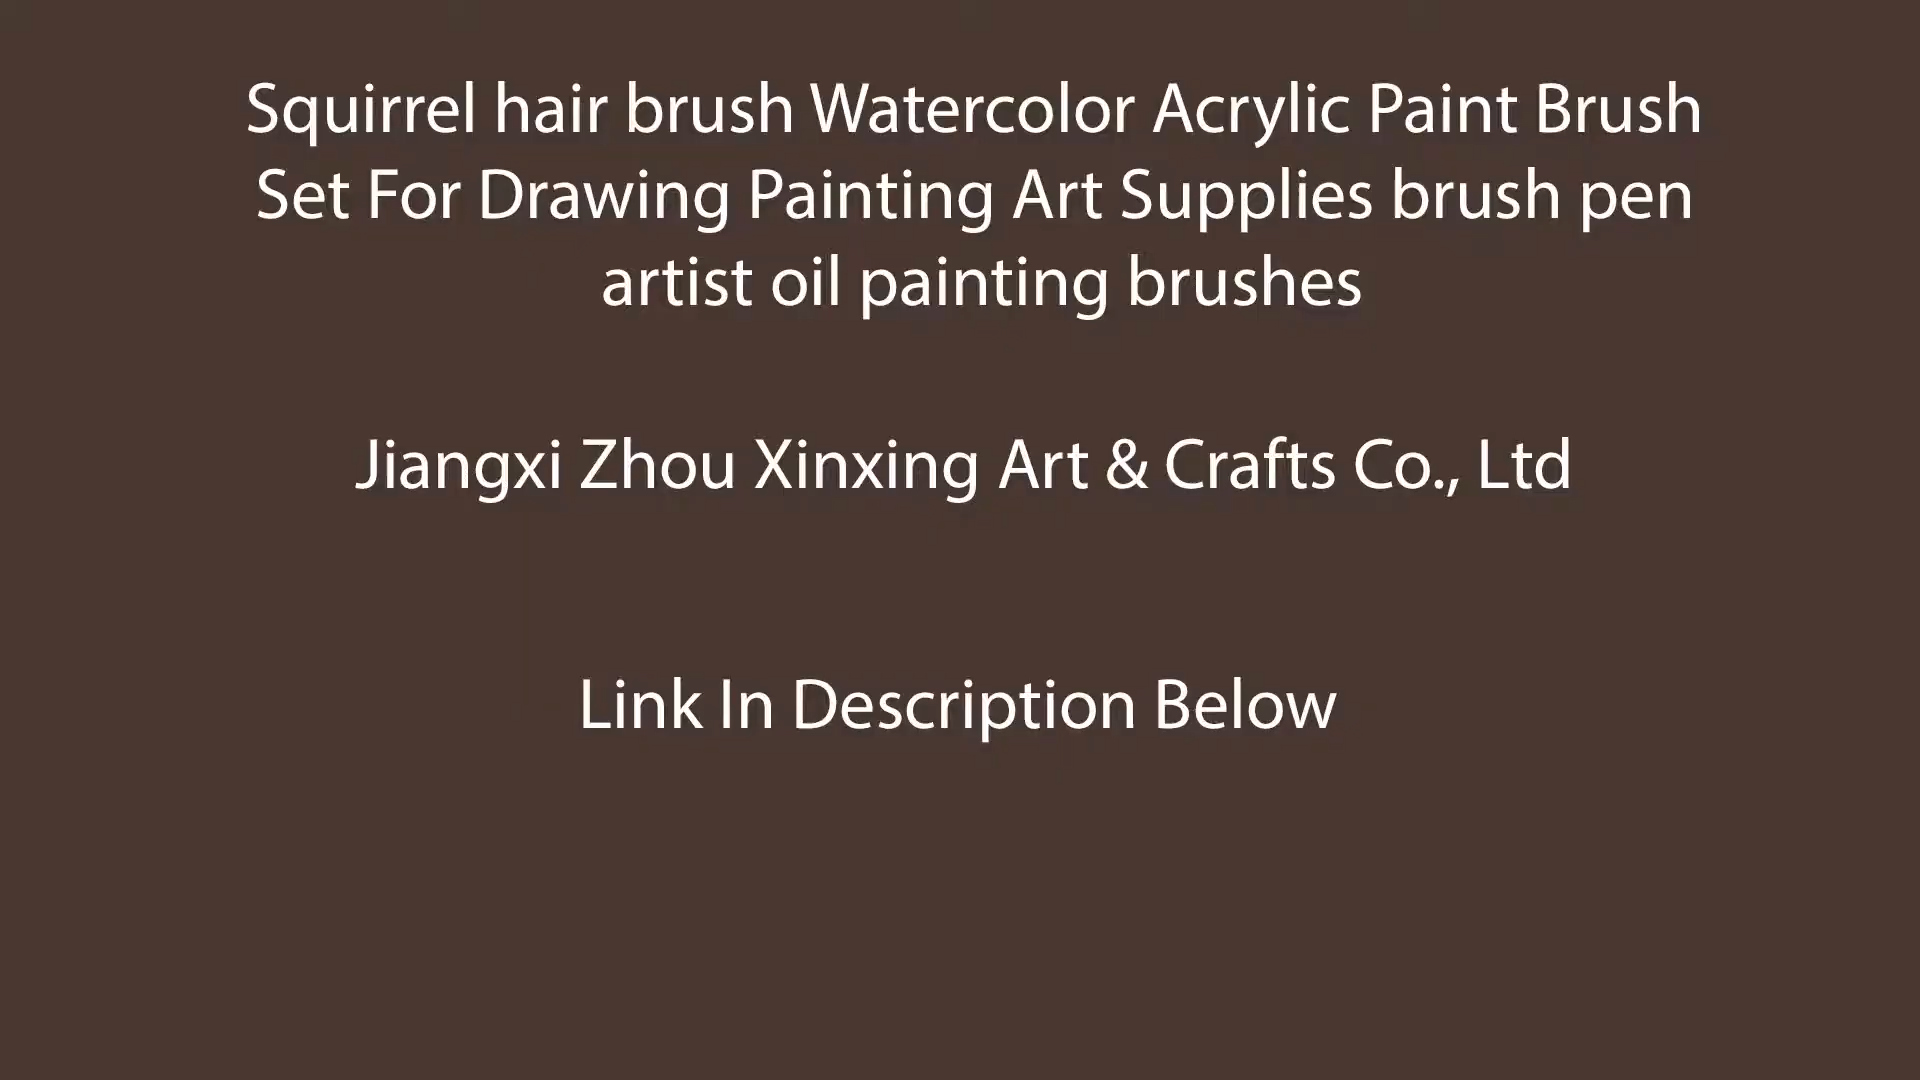 Squirrel hair brush Watercolor Acrylic Paint Brush
Set For Drawing Painting Art Supplies brush pen
artist oil painting brushes
Jiangxi Zhou Xinxing Art & Crafts Co., Ltd
Link In Description Below